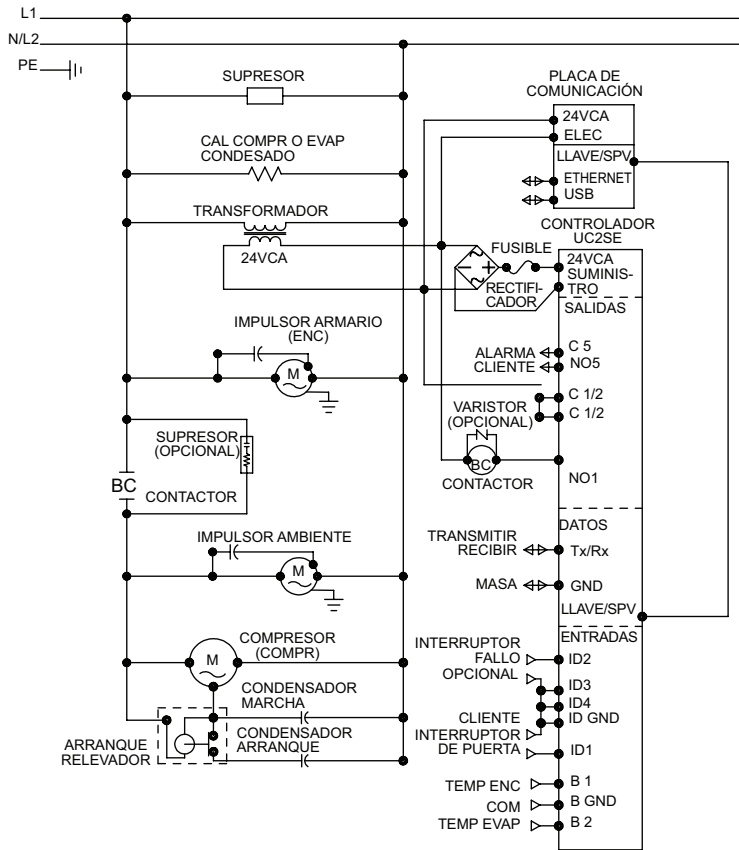 L1
N/L2
PE
SUPRESOR
CAL COMPR O EVAP
CONDESADO
TRANSFORMADOR
24VCA
IMPULSOR ARMARIO
(ENC)
M
SUPRESOR
(OPCIONAL)
BC
CONTACTOR
IMPULSOR AMBIENTE
M
COMPRESOR
(COMPR)
M
CONDENSADOR
MARCHA
CONDENSADOR
ARRANQUE
ARRANQUE
RELEVADOR
PLACA DE
COMUNICACIÓN
24VCA
ELEC
LLAVE/SPV
ETHERNET
USB
CONTROLADOR
UC2SE
FUSIBLE
RECTIFI-
CADOR
24VCA
SUMINIS-
TRO
SALIDAS
ALARMA
CLIENTE
C 5
NO5
C 1/2
C 1/2
VARISTOR
(OPCIONAL)
BC
CONTACTOR
NO1
DATOS
TRANSMITIR
RECIBIR
Tx/Rx
MASA
GND
LLAVE/SPV
ENTRADAS
INTERRUPTOR
FALLO
OPCIONAL
ID2
ID3
ID4
CLIENTE
ID GND
INTERRUPTOR
DE PUERTA
ID1
TEMP ENC
B 1
COM
B GND
TEMP EVAP
B 2